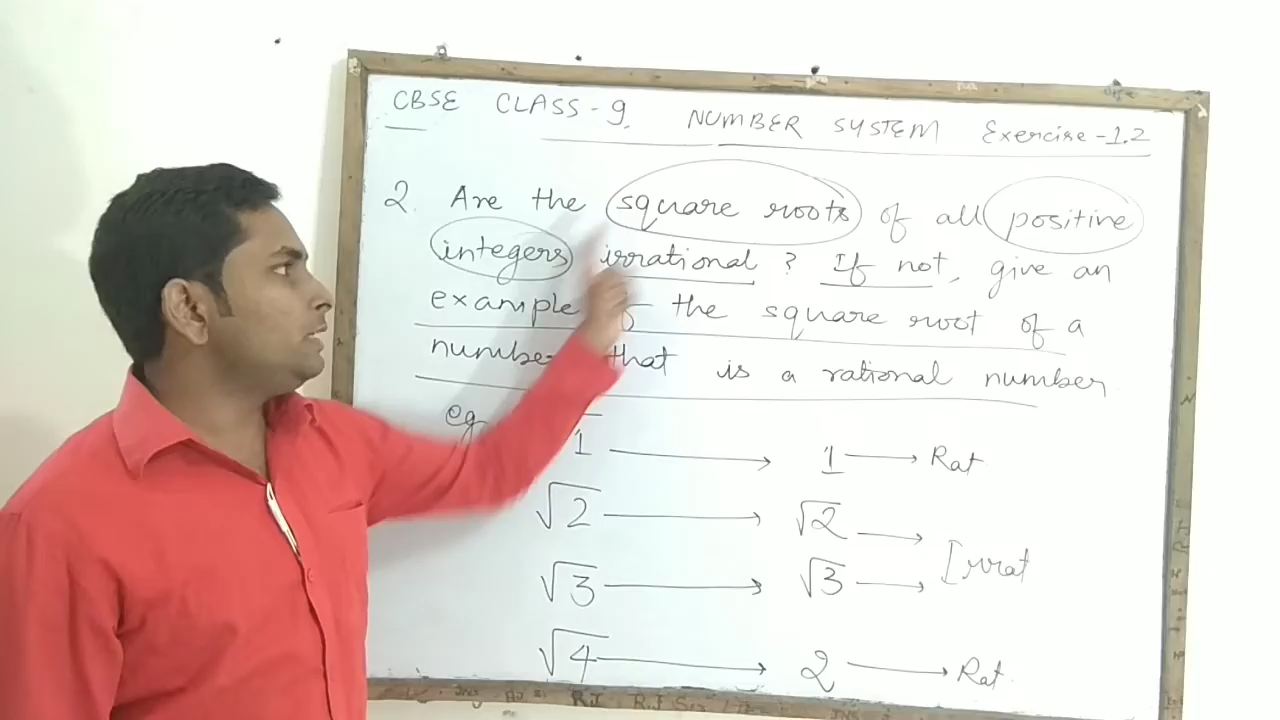 CBSE CLASS-9. NUMBER SYSTEM Exercise-1.2
2. Are the square roots of all positive
integers irrational ? If not, give an
example of the square root of a
number that is a rational number
eg 1 → 1 → Rat
√2 → √2 →
Irrat
√3 → √3 →
√4 → 2 → Rat.